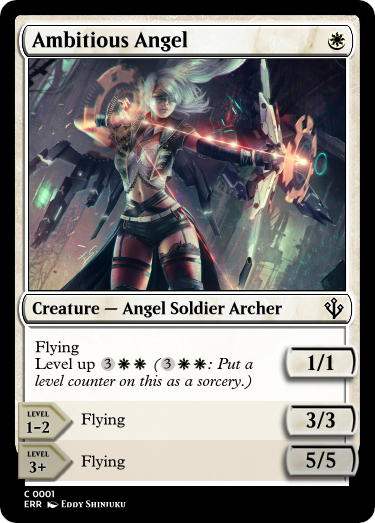 Ambitious Angel
Creature — Angel Soldier Archer
Flying
Level up 3 (3: Put a
level counter on this as a sorcery.)
1/1
LEVEL
1-2
Flying
3/3
LEVEL
3+
Flying
5/5
C 0001
ERR Eddy Shinjuku